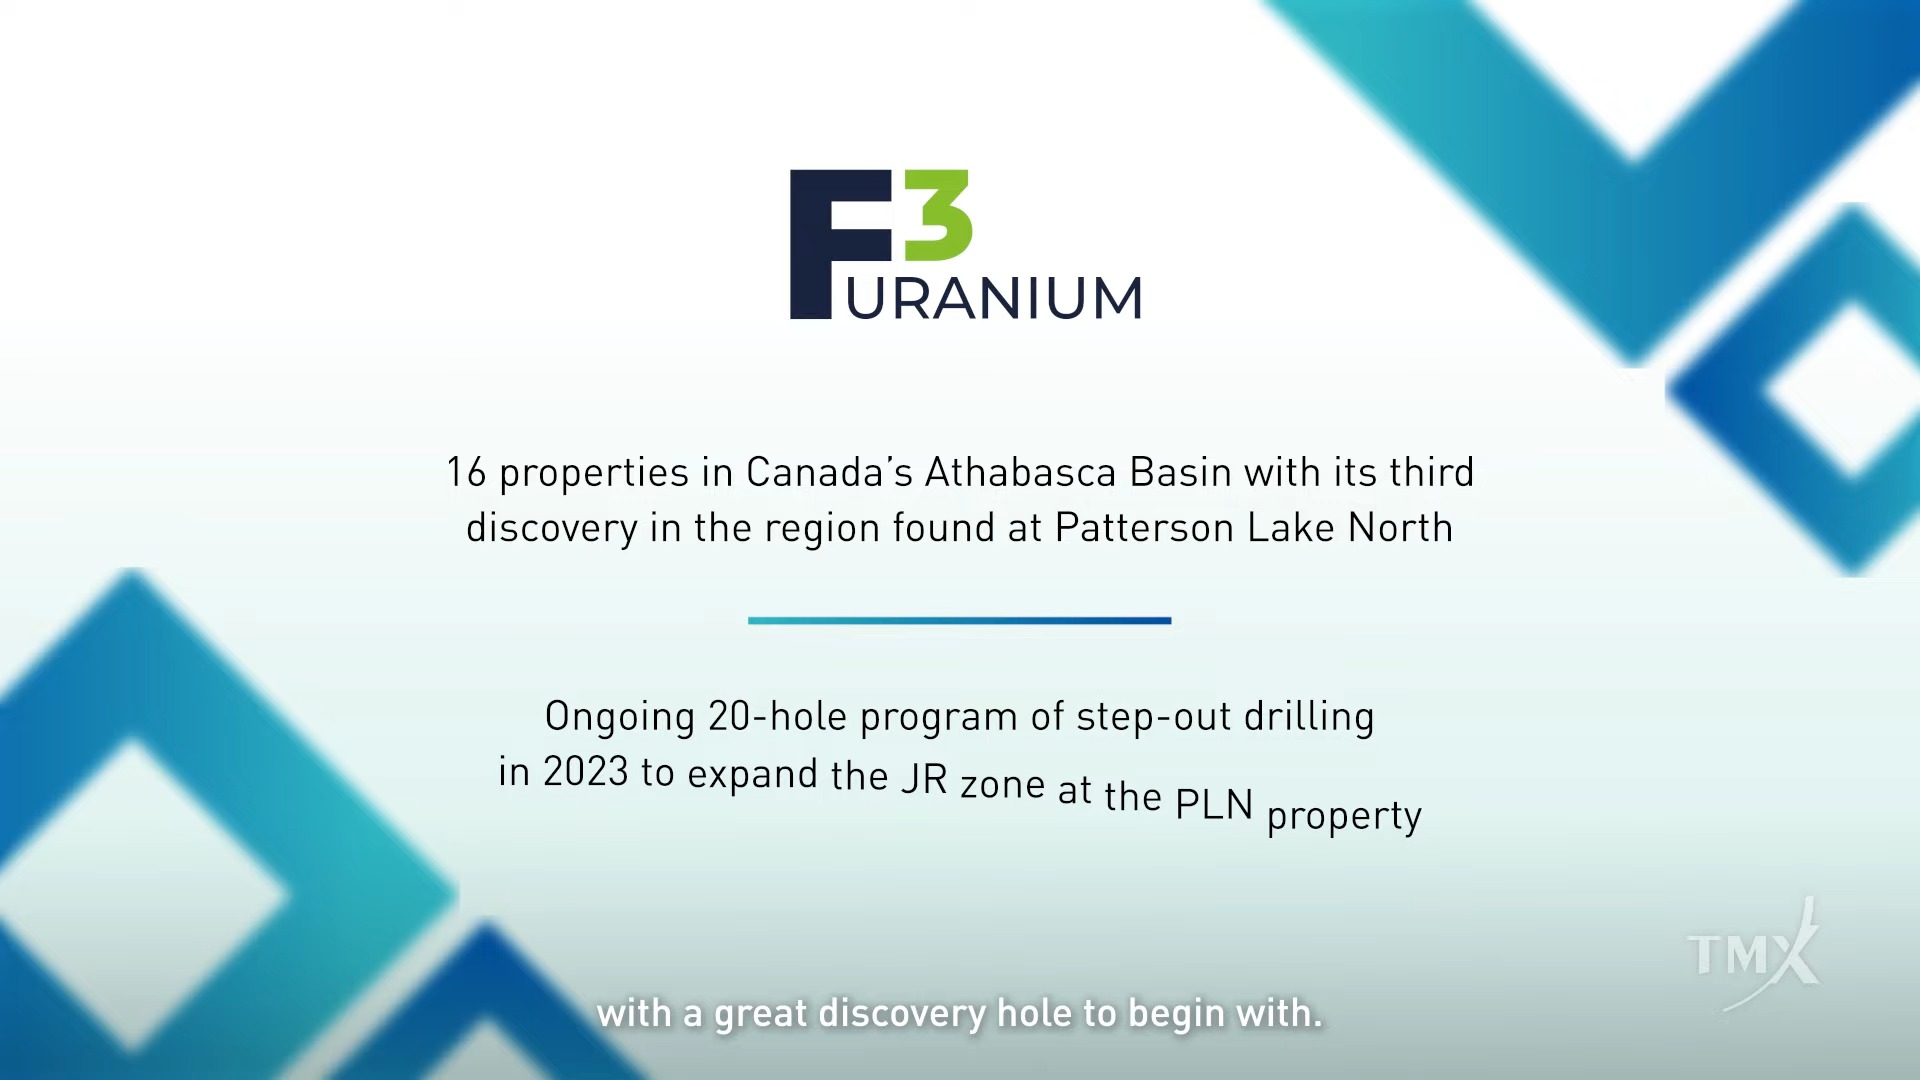 F3
URANIUM
16 properties in Canada’s Athabasca Basin with its third
discovery in the region found at Patterson Lake North
Ongoing 20-hole program of step-out drilling
in 2023 to expand the JR zone at the PLN property
TMX
with a great discovery hole to begin with.